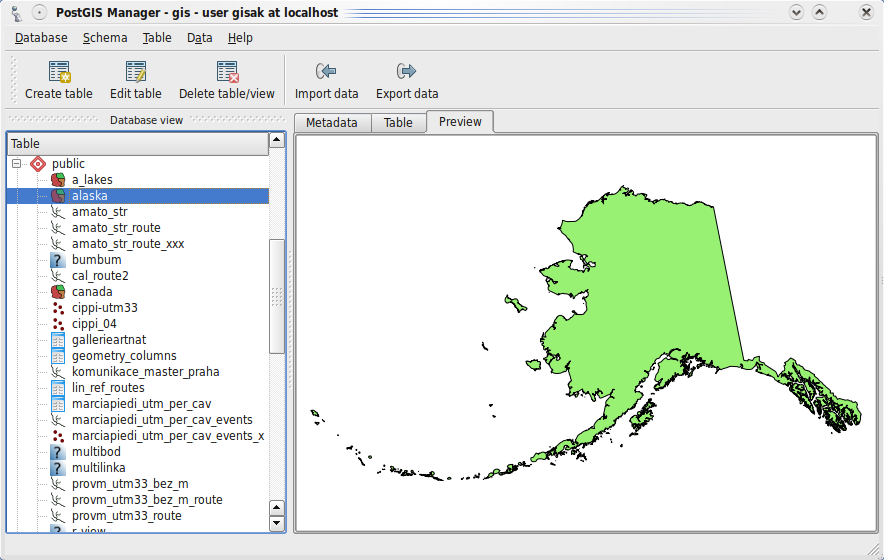 PostGIS Manager - gis - user gisak at localhost
Database Schema Table Data Help
Create table Edit table Delete table/view Import data Export data
Database view
Metadata Table Preview
Table
public
a_lakes
alaska
amato_str
amato_str_route
amato_str_route_xxx
bumbum
cal_route2
canada
cippi-utm33
cippi_04
gallerieartnat
geometry_columns
komunikace_master_praha
lin_ref_routes
marciapiedi_utm_per_cav
marciapiedi_utm_per_cav_events
marciapiedi_utm_per_cav_events_x
multibod
multilinka
provm_utm33_bez_m
provm_utm33_bez_m_route
provm_utm33_route
r_view